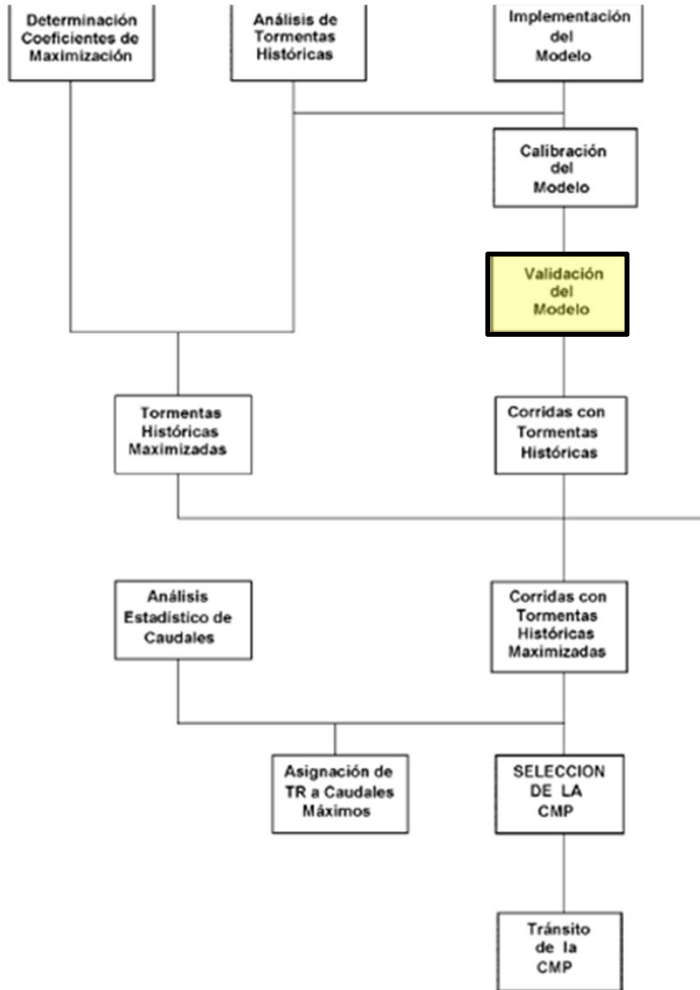 Determinación
Coeficientes de
Maximización
Análisis de
Tormentas
Históricas
Implementación
del
Modelo
Calibración
del
Modelo
Validación
del
Modelo
Tormentas
Históricas
Maximizadas
Corridas con
Tormentas
Históricas
Análisis
Estadístico de
Caudales
Corridas con
Tormentas
Históricas
Maximizadas
Asignación de
TR a Caudales
Máximos
SELECCION
DE LA
CMP
Tránsito
de la
CMP